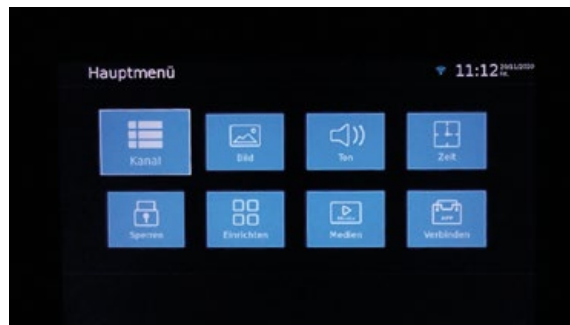 Hauptmenü
11:12
Kanal
Bild
Ton
Zeit
Sperren
Einrichten
Medien
Verbinden